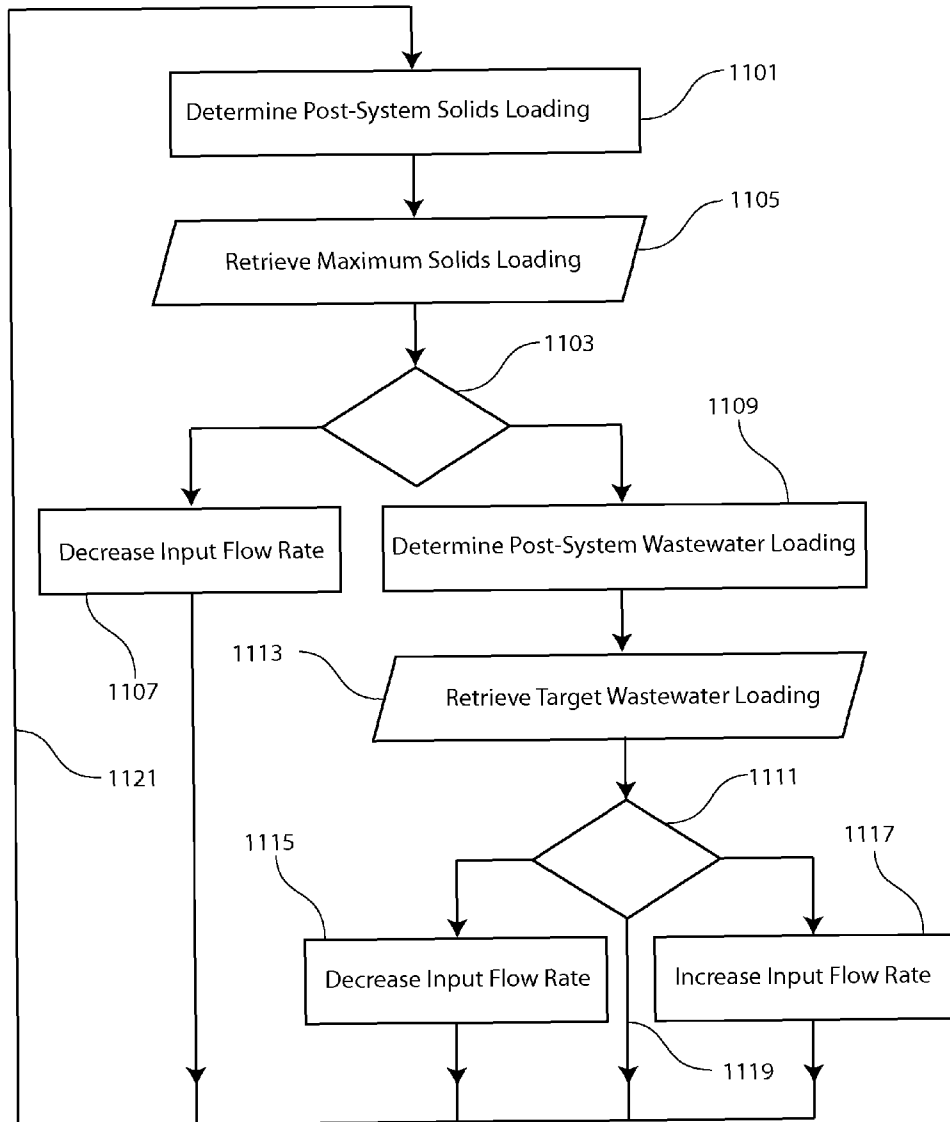 1101
Determine Post-System Solids Loading
1105
Retrieve Maximum Solids Loading
1103
1109
Decrease Input Flow Rate
Determine Post-System Wastewater Loading
1113
1107
Retrieve Target Wastewater Loading
1121
1111
1115
1117
Decrease Input Flow Rate
Increase Input Flow Rate
1119